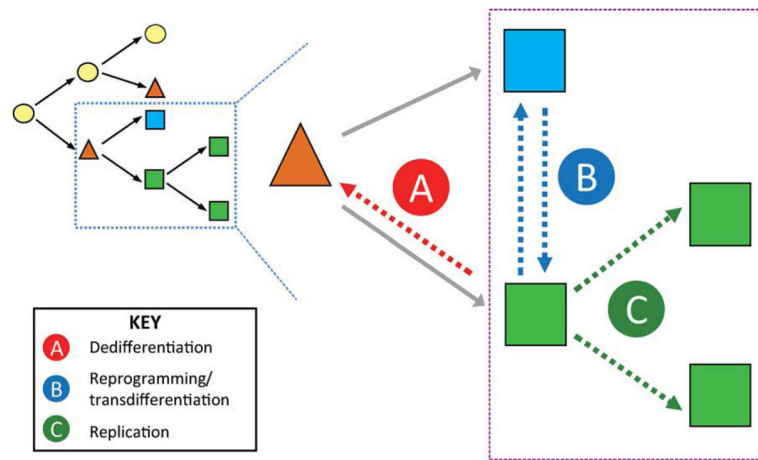 A
B
C
KEY
A Dedifferentiation
B Reprogramming/
transdifferentiation
C Replication